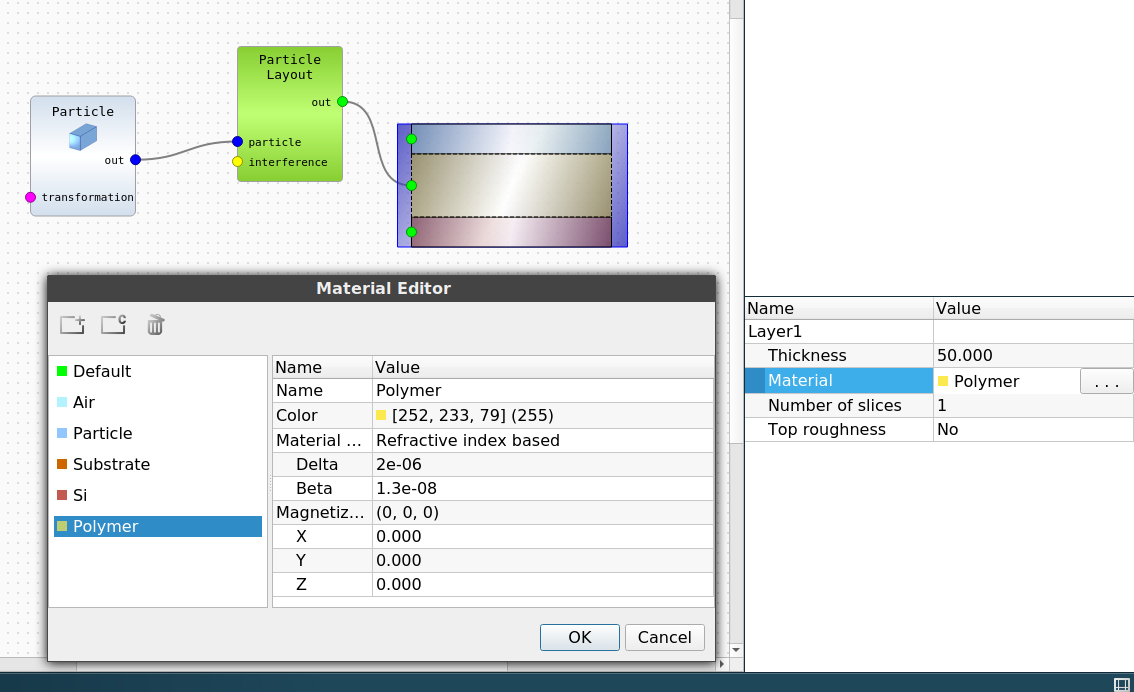 Particle
Layout
out
particle
interference
Particle
out
transformation
Material Editor
Default
Air
Particle
Substrate
Si
Polymer
Name Value
Name Polymer
Color [252, 233, 79] (255)
Material ... Refractive index based
Delta 2e-06
Beta 1.3e-08
Magnetiz... (0, 0, 0)
X 0.000
Y 0.000
Z 0.000
OK Cancel
Name Value
Layer1
Thickness 50.000
Material Polymer ...
Number of slices 1
Top roughness No